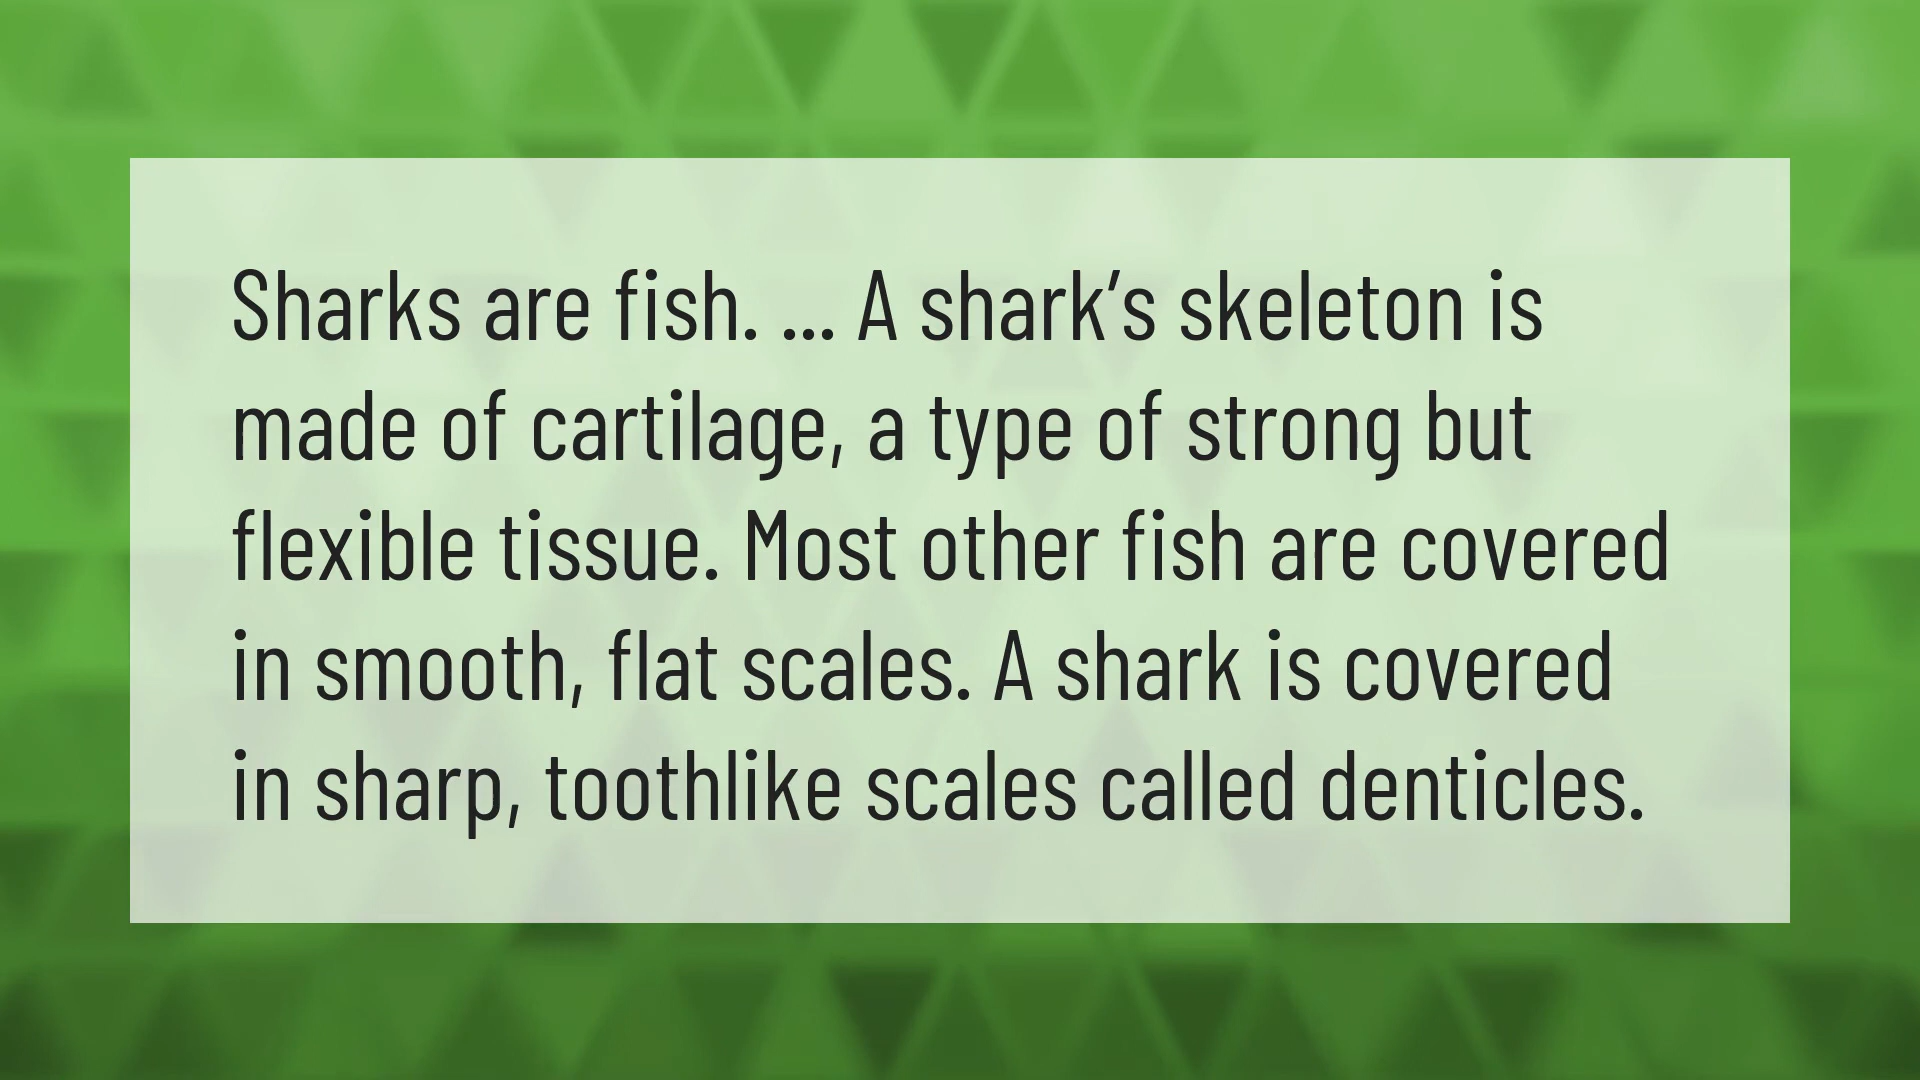 Sharks are fish. ... A shark’s skeleton is
made of cartilage, a type of strong but
flexible tissue. Most other fish are covered
in smooth, flat scales. A shark is covered
in sharp, toothlike scales called denticles.